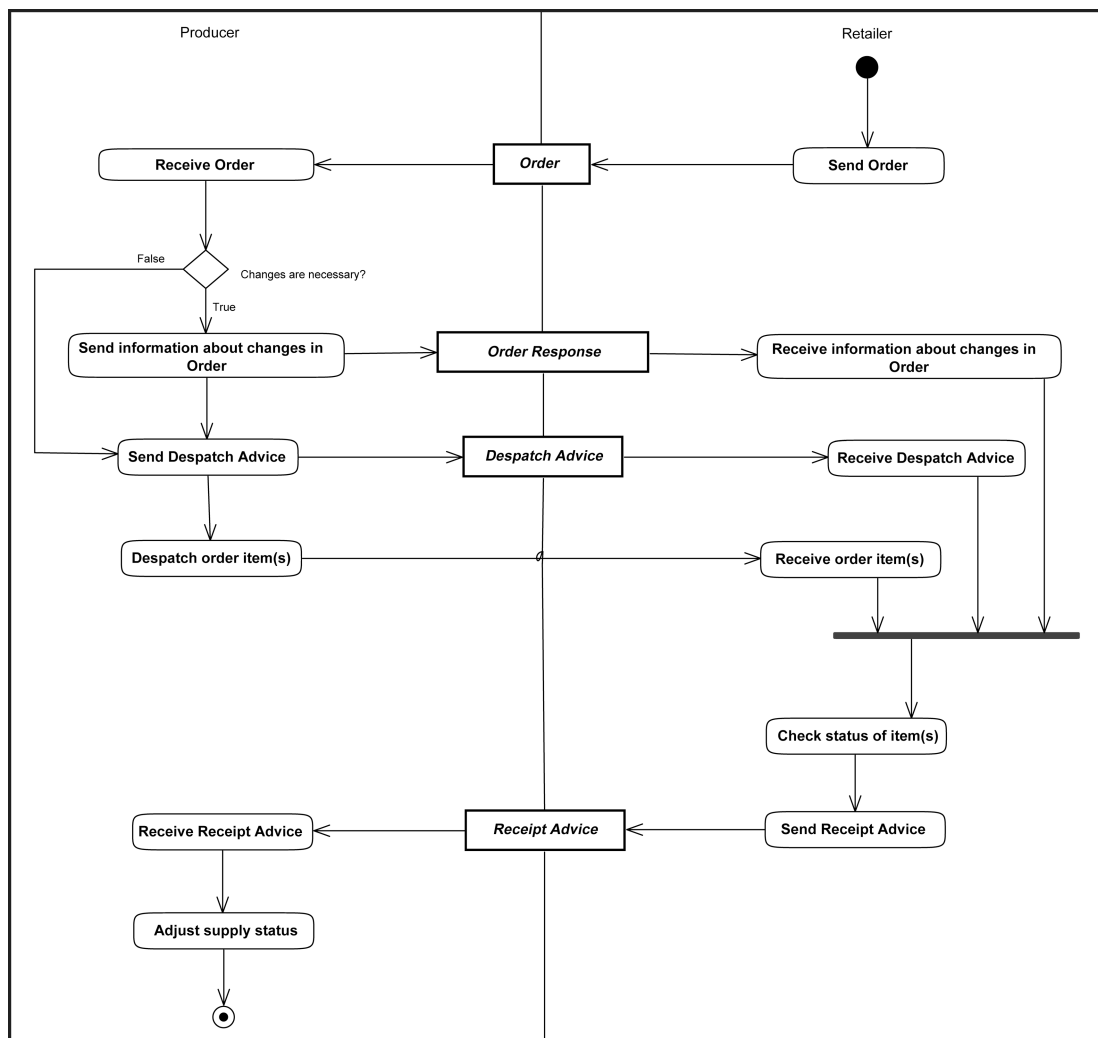 Producer
Retailer
Receive Order
Order
Send Order
False
Changes are necessary?
True
Send information about changes in
Order
Order Response
Receive information about changes in
Order
Send Despatch Advice
Despatch Advice
Receive Despatch Advice
Despatch order item(s)
Receive order item(s)
Check status of item(s)
Receive Receipt Advice
Receipt Advice
Send Receipt Advice
Adjust supply status